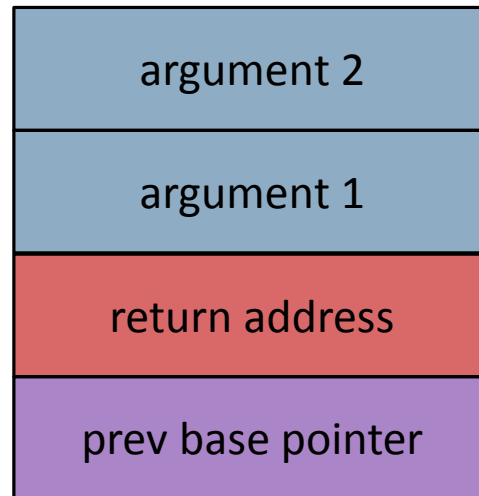 argument 2
argument 1
return address
prev base pointer